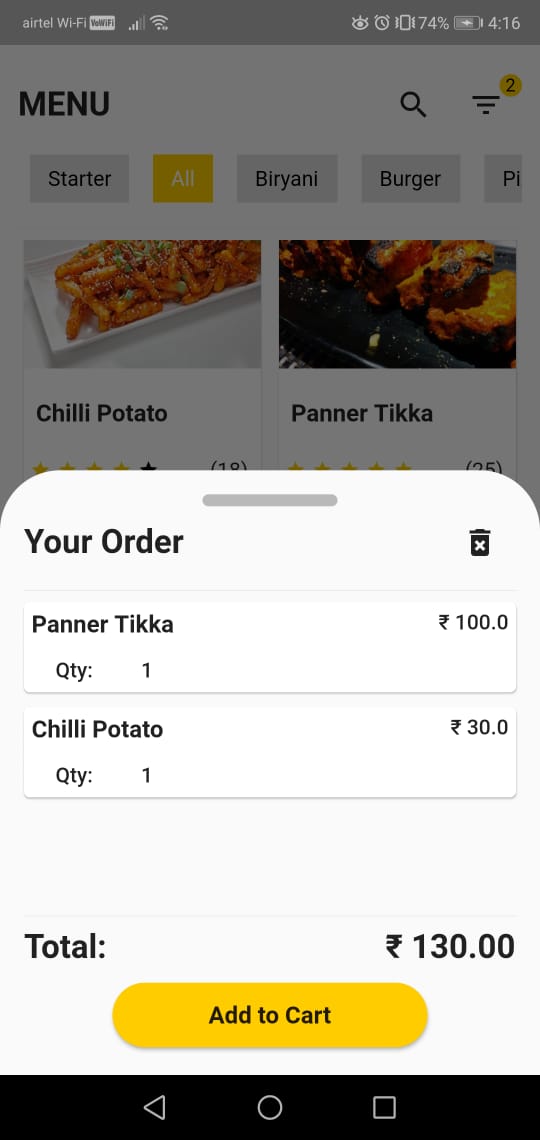 airtel Wi-Fi VoWiFi 74% 4:16
MENU 2
Starter All Biryani Burger Pi
Chilli Potato Panner Tikka
(18) (25)
Your Order
Panner Tikka ₹ 100.0
Qty: 1
Chilli Potato ₹ 30.0
Qty: 1
Total: ₹ 130.00
Add to Cart